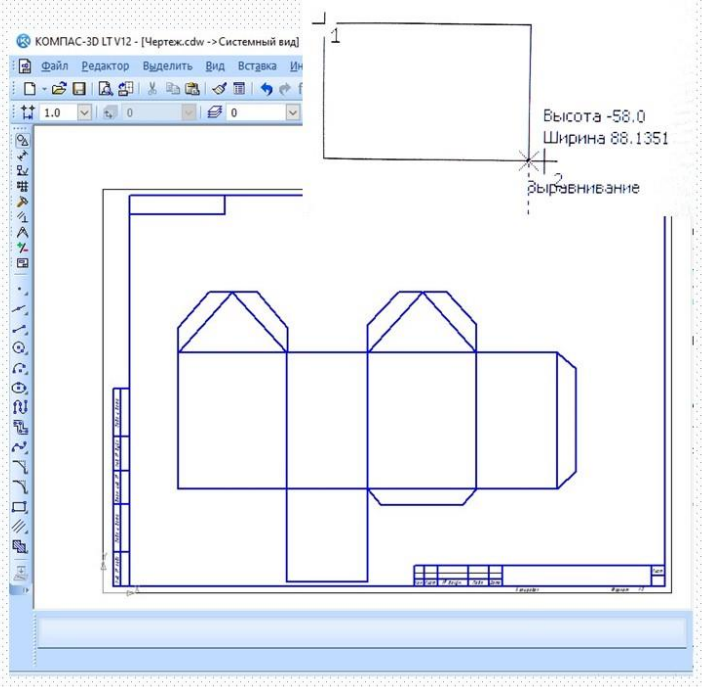 КОМПАС-3D LT V12 - [Чертеж.cdw ->Системный вид]
Файл Редактор Выделить Вид Вставка
1.0 0 0
1
Высота -58.0
Ширина 88.1351
2
Выравнивание